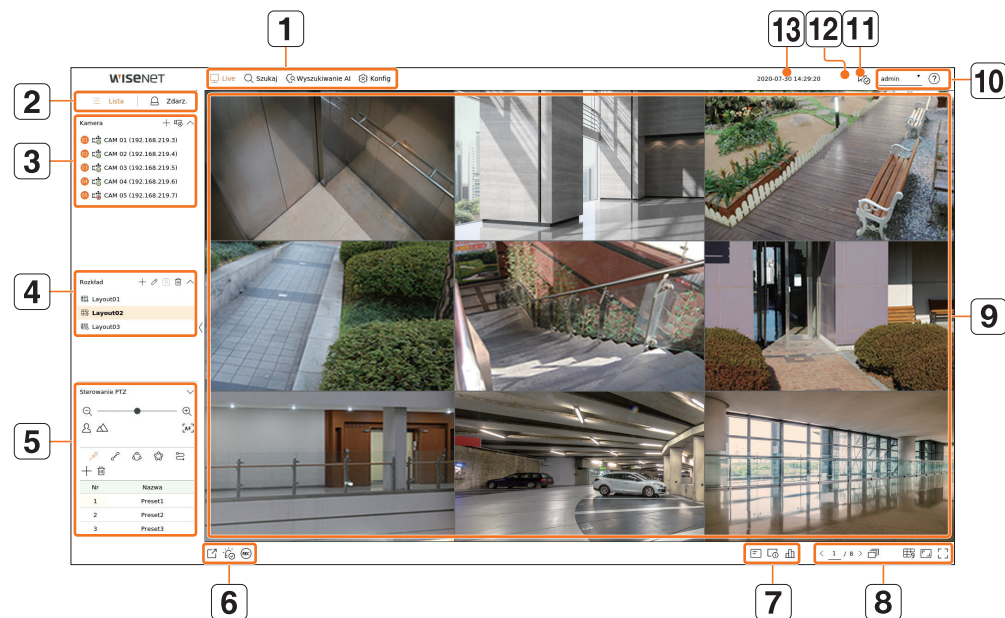 1
13
12
11
WISENET
Live
Szukaj
Wyszukiwanie AI
Konfig
2020-07-30 14:29:20
admin
?
10
2
Lista
Zdarz.
Kamera
3
CAM 01 (192.168.219.3)
CAM 02 (192.168.219.4)
CAM 03 (192.168.219.5)
CAM 04 (192.168.219.6)
CAM 05 (192.168.219.7)
4
Rozkład
Layout01
Layout02
Layout03
9
5
Sterowanie PTZ
AF
Nr Nazwa
1 Preset1
2 Preset2
3 Preset3
REC
1 / 8
6
7
8